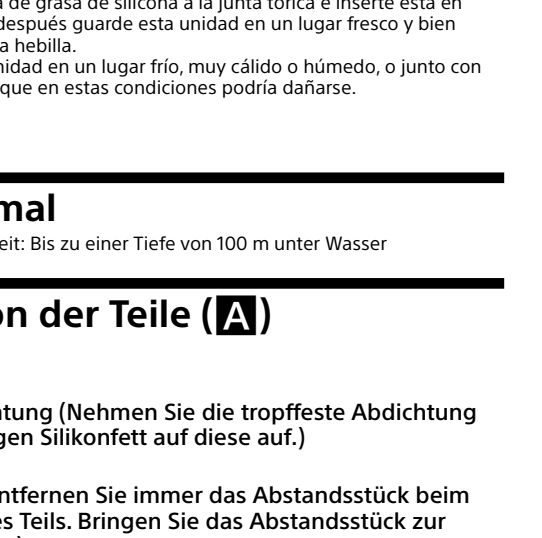 de grasa de silicona a la junta tórica e inserte esta en
después guarde esta unidad en un lugar fresco y bien
a hebilla.
nidad en un lugar frío, muy cálido o húmedo, o junto con
que en estas condiciones podría dañarse.
mal
eit: Bis zu einer Tiefe von 100 m unter Wasser
on der Teile (A)
htung (Nehmen Sie die tropffeste Abdichtung
gen Silikonfett auf diese auf.)
ntfernen Sie immer das Abstandsstück beim
es Teils. Bringen Sie das Abstandsstück zur